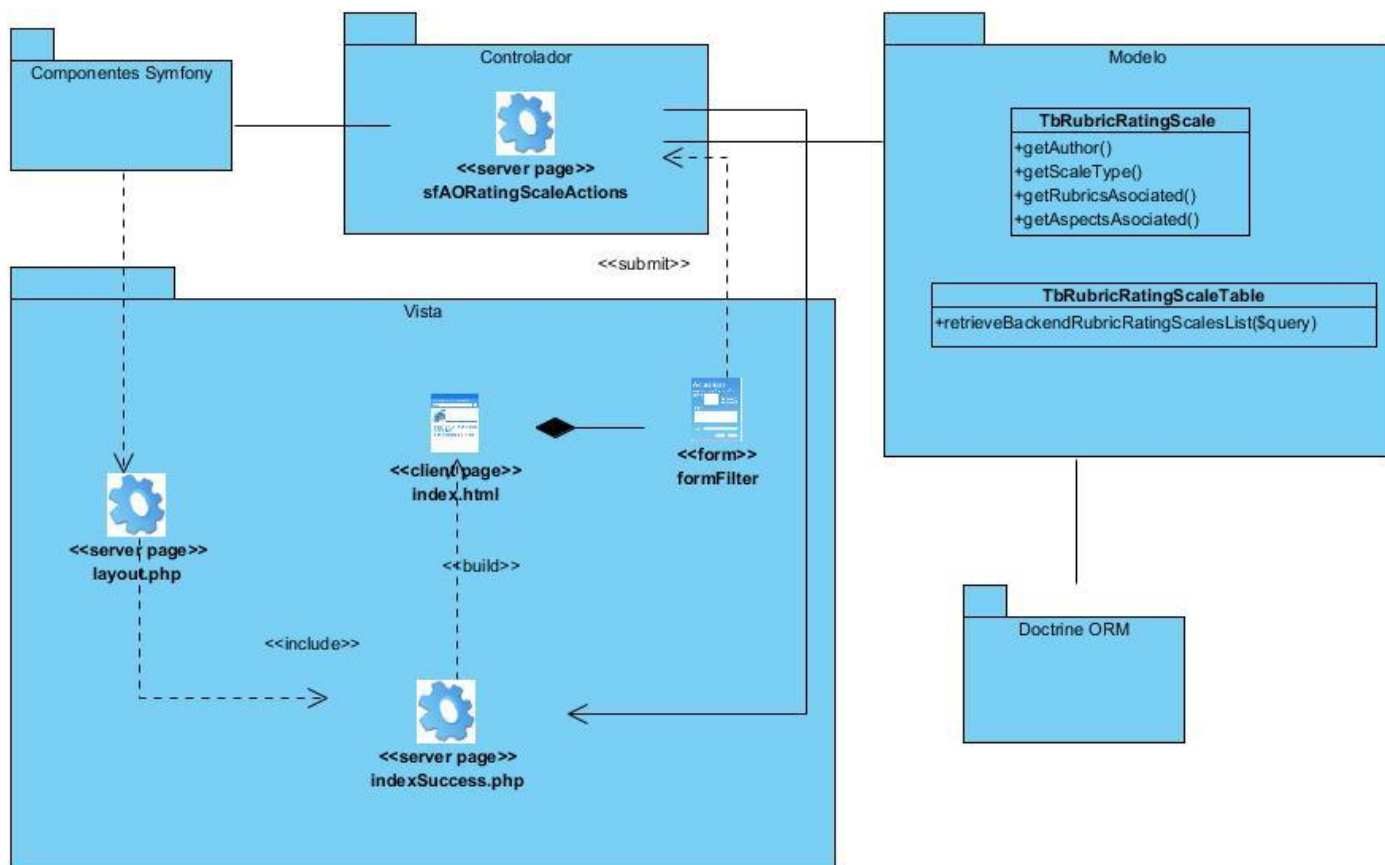 Componentes Symfony
Controlador
<<server page>>
sfAORatingScaleActions
Modelo
TbRubricRatingScale
+getAuthor()
+getScaleType()
+getRubricsAsociated()
+getAspectsAsociated()
TbRubricRatingScaleTable
+retrieveBackendRubricRatingScalesList($query)
<<submit>>
Vista
<<client page>>
index.html
<<form>>
formFilter
<<server page>>
layout.php
<<build>>
<<include>>
<<server page>>
indexSuccess.php
Doctrine ORM